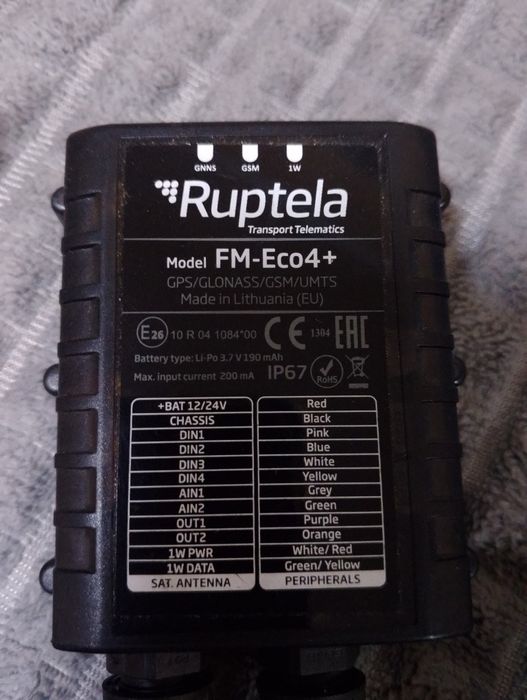 GNNS GSM 1W
Ruptela
Transport Telematics
Model FM-Eco4+
GPS/GLONASS/GSM/UMTS
Made in Lithuania (EU)
E26 10 R 04 1084*00 CE 1304 EAC
Battery type: Li-Po 3.7 V 190 mAh
Max. input current 200 mA IP67 RoHS
+BAT 12/24V Red
CHASSIS Black
DIN1 Pink
DIN2 Blue
DIN3 White
DIN4 Yellow
AIN1 Grey
AIN2 Green
OUT1 Purple
OUT2 Orange
1W PWR White/ Red
1W DATA Green/ Yellow
SAT. ANTENNA PERIPHERALS